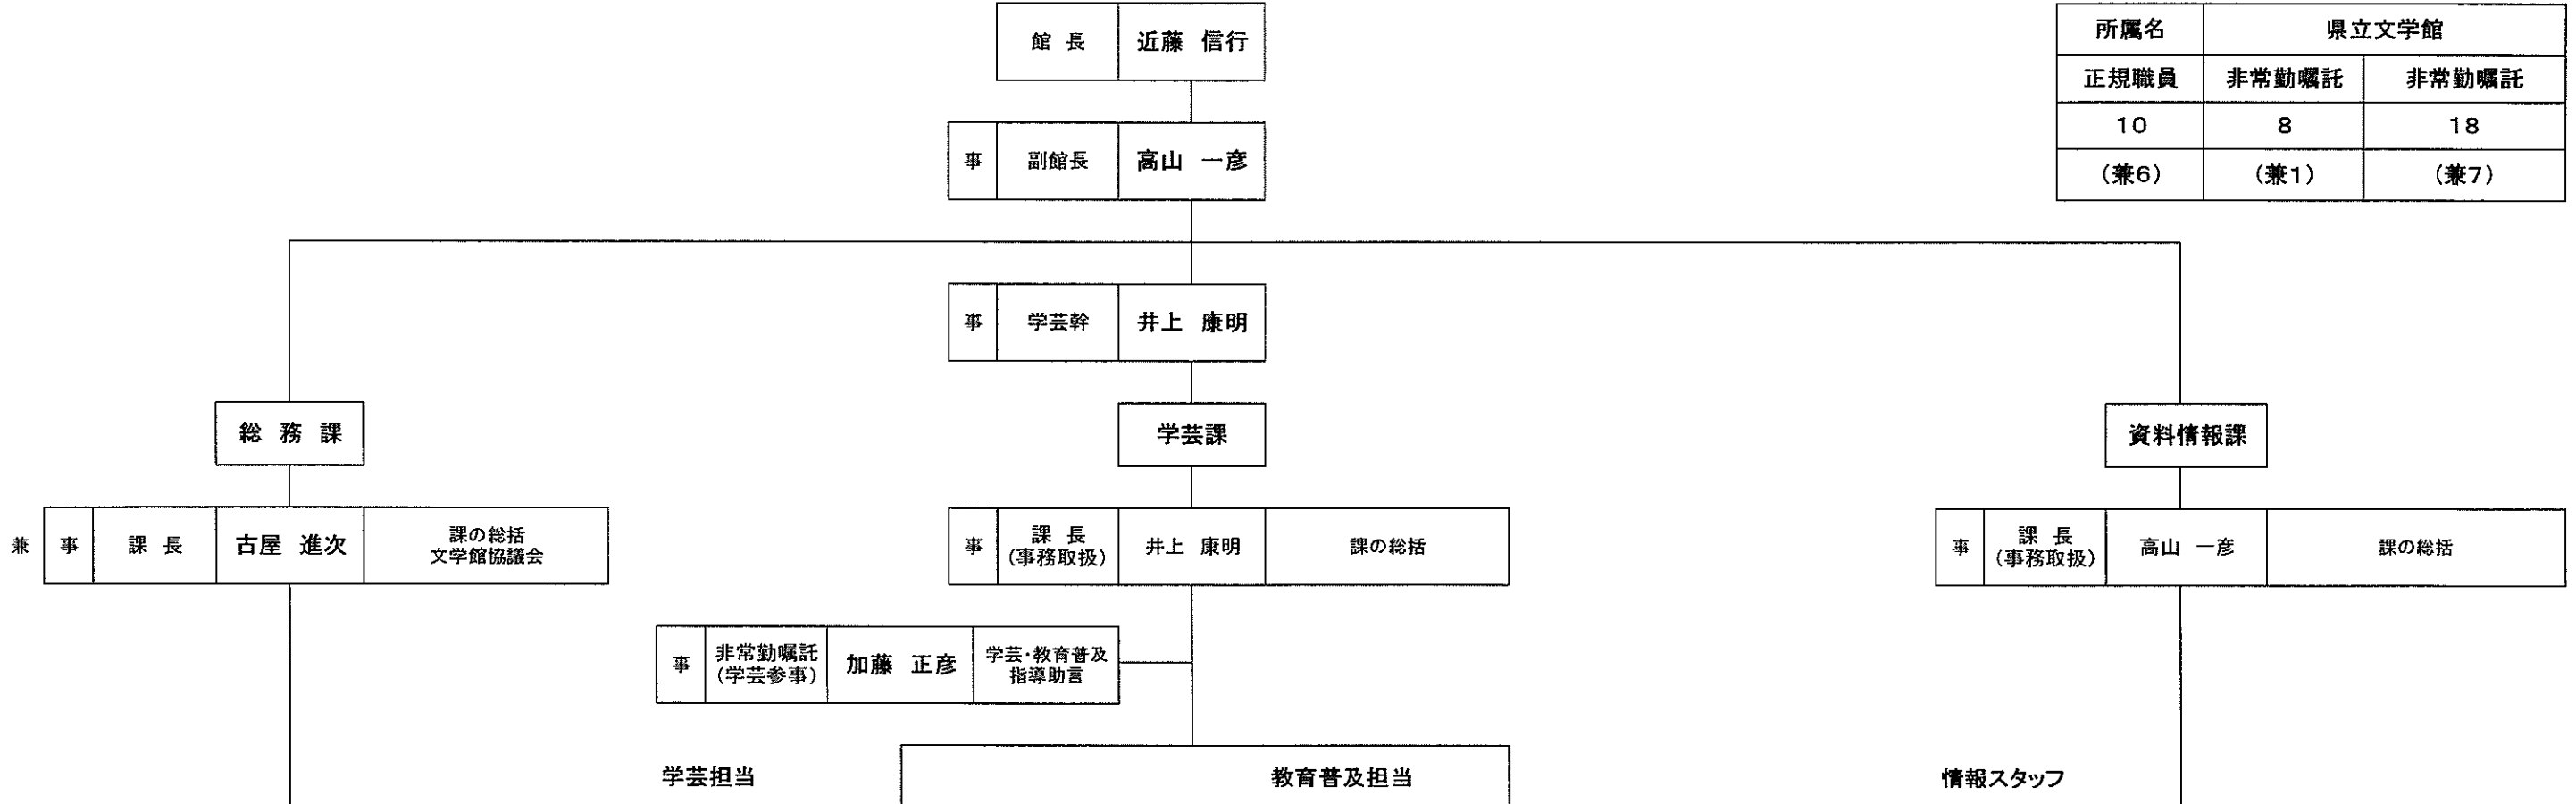 館 長 近藤 信行
所属名 県立文学館
正規職員 非常勤嘱託 非常勤嘱託
10 8 18
(兼6) (兼1) (兼7)
事 副館長 高山 一彦
事 学芸幹 井上 康明
総 務 課
学芸課
資料情報課
兼 事 課 長 古屋 進次 課の総括
文学館協議会
事 課 長
(事務取扱) 井上 康明 課の総括
事 課 長
(事務取扱) 高山 一彦 課の総括
事 非常勤嘱託
(学芸参事) 加藤 正彦 学芸・教育普及
指導助言
学芸担当
教育普及担当
情報スタッフ